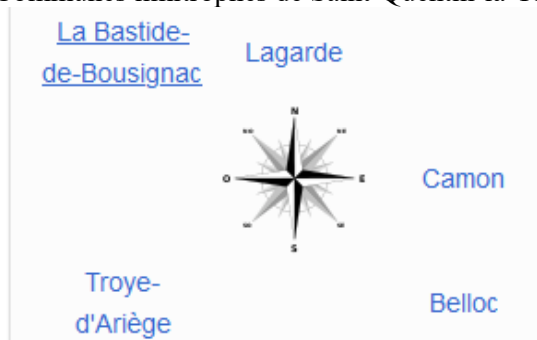 La Bastide-
de-Bousignac
Lagarde
N
O
E
Camon
S
Troye-
d'Ariège
Belloc